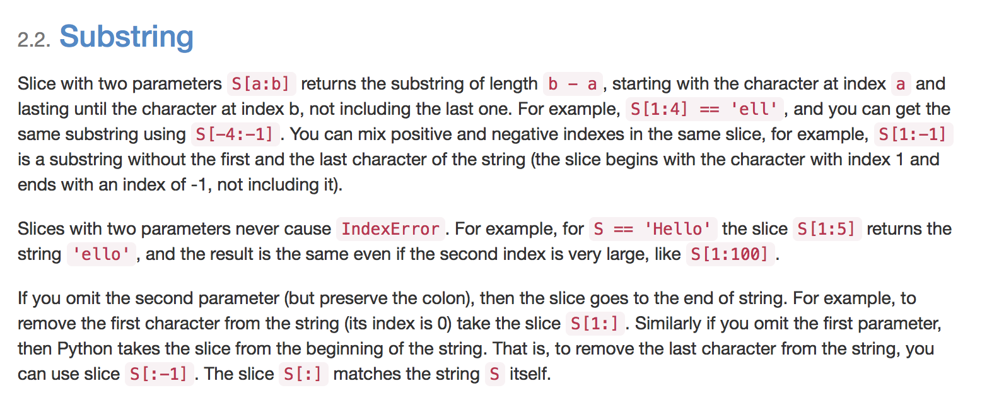 2.2. Substring
Slice with two parameters S[a:b] returns the substring of length b - a, starting with the character at index a and
lasting until the character at index b, not including the last one. For example, S[1:4] == 'ell', and you can get the
same substring using S[-4:-1]. You can mix positive and negative indexes in the same slice, for example, S[1:-1]
is a substring without the first and the last character of the string (the slice begins with the character with index 1 and
ends with an index of -1, not including it).
Slices with two parameters never cause IndexError. For example, for S == 'Hello' the slice S[1:5] returns the
string 'ello', and the result is the same even if the second index is very large, like S[1:100].
If you omit the second parameter (but preserve the colon), then the slice goes to the end of string. For example, to
remove the first character from the string (its index is 0) take the slice S[1:]. Similarly if you omit the first parameter,
then Python takes the slice from the beginning of the string. That is, to remove the last character from the string, you
can use slice S[:-1]. The slice S[:] matches the string S itself.